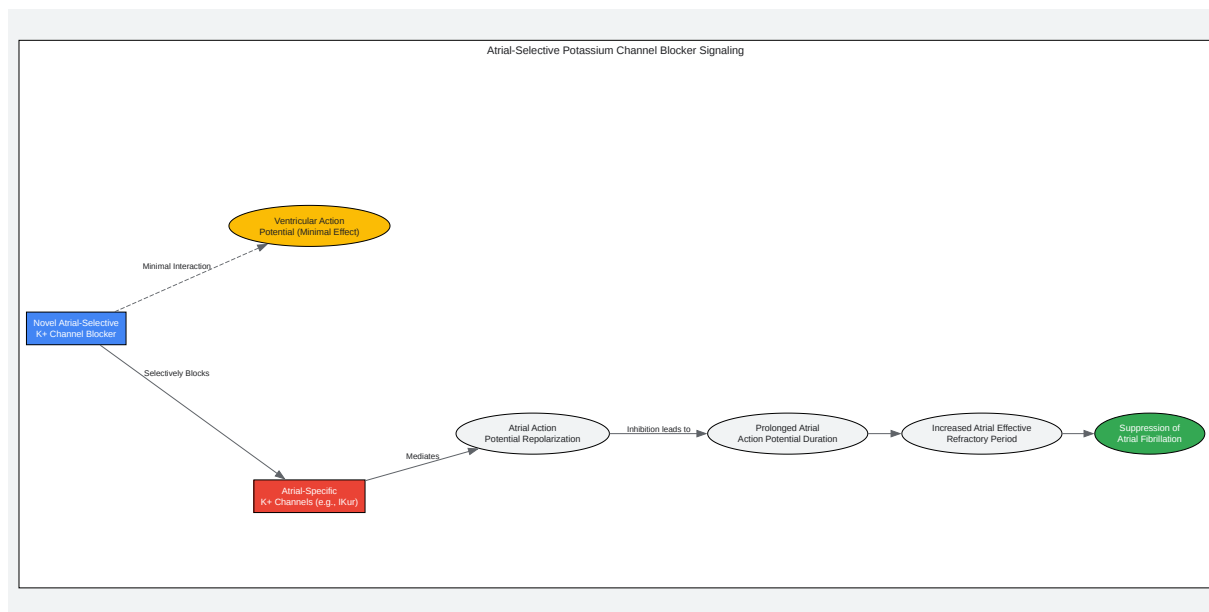 Atrial-Selective Potassium Channel Blocker Signaling
Ventricular Action
Potential (Minimal Effect)
Minimal Interaction
Novel Atrial-Selective
K+ Channel Blocker
Selectively Blocks
Atrial-Specific
K+ Channels (e.g., IKur)
Mediates
Atrial Action
Potential Repolarization
Inhibition leads to
Prolonged Atrial
Action Potential Duration
Increased Atrial Effective
Refractory Period
Suppression of
Atrial Fibrillation